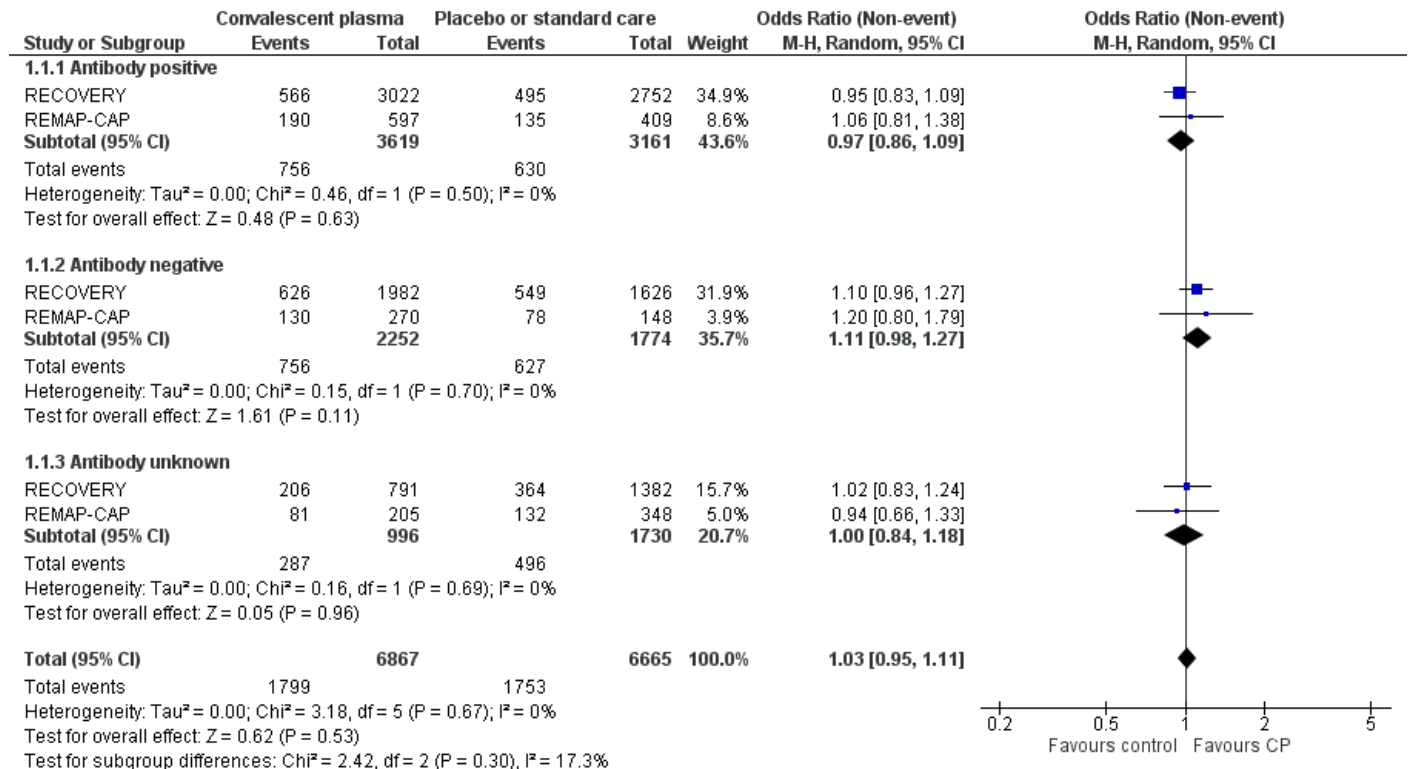 Convalescent plasma Placebo or standard care Odds Ratio (Non-event) Odds Ratio (Non-event)
Study or Subgroup Events Total Events Total Weight M-H, Random, 95% CI M-H, Random, 95% CI
1.1.1 Antibody positive
RECOVERY 566 3022 495 2752 34.9% 0.95 [0.83, 1.09]
REMAP-CAP 190 597 135 409 8.6% 1.06 [0.81, 1.38]
Subtotal (95% CI) 3619 3161 43.6% 0.97 [0.86, 1.09]
Total events 756 630
Heterogeneity: Tau² = 0.00; Chi² = 0.46, df = 1 (P = 0.50); I² = 0%
Test for overall effect: Z = 0.48 (P = 0.63)
1.1.2 Antibody negative
RECOVERY 626 1982 549 1626 31.9% 1.10 [0.96, 1.27]
REMAP-CAP 130 270 78 148 3.9% 1.20 [0.80, 1.79]
Subtotal (95% CI) 2252 1774 35.7% 1.11 [0.98, 1.27]
Total events 756 627
Heterogeneity: Tau² = 0.00; Chi² = 0.15, df = 1 (P = 0.70); I² = 0%
Test for overall effect: Z = 1.61 (P = 0.11)
1.1.3 Antibody unknown
RECOVERY 206 791 364 1382 15.7% 1.02 [0.83, 1.24]
REMAP-CAP 81 205 132 348 5.0% 0.94 [0.66, 1.33]
Subtotal (95% CI) 996 1730 20.7% 1.00 [0.84, 1.18]
Total events 287 496
Heterogeneity: Tau² = 0.00; Chi² = 0.16, df = 1 (P = 0.69); I² = 0%
Test for overall effect: Z = 0.05 (P = 0.96)
Total (95% CI) 6867 6665 100.0% 1.03 [0.95, 1.11]
Total events 1799 1753
Heterogeneity: Tau² = 0.00; Chi² = 3.18, df = 5 (P = 0.67); I² = 0%
Test for overall effect: Z = 0.62 (P = 0.53)
Test for subgroup differences: Chi² = 2.42, df = 2 (P = 0.30), I² = 17.3%
0.2 0.5 1 2 5
Favours control Favours CP